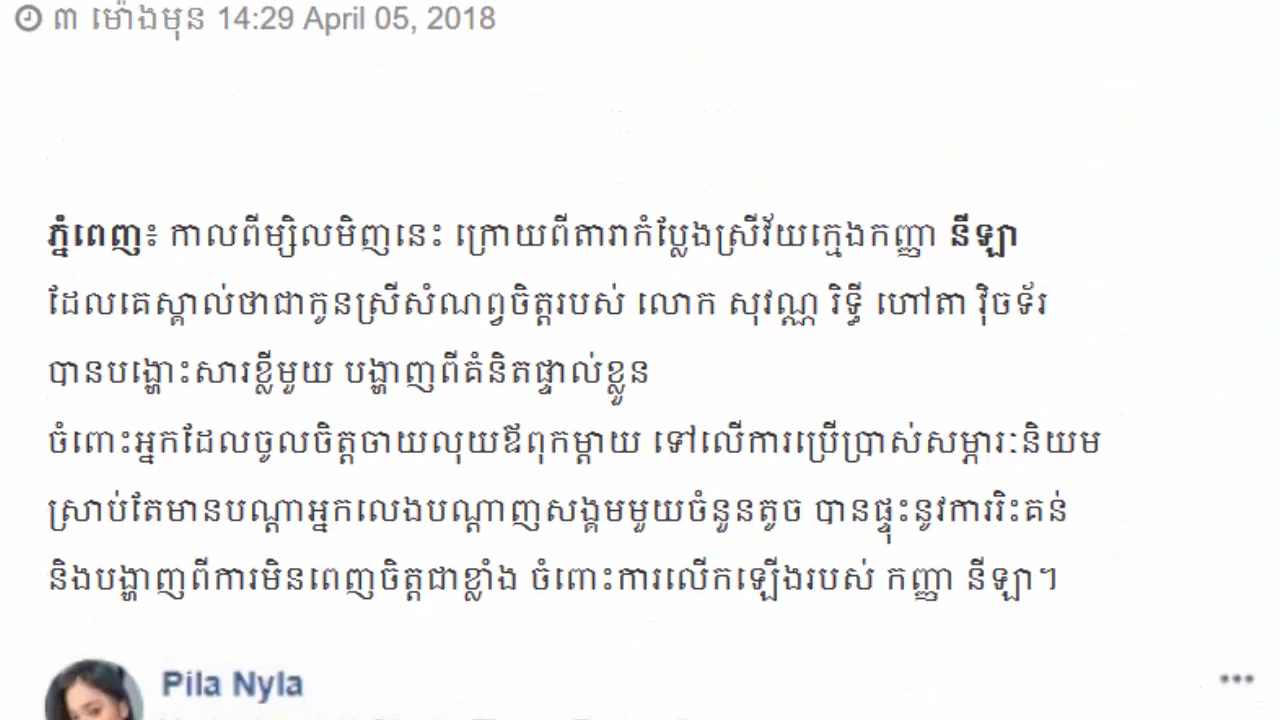 ៣ ម៉ោងមុន 14:29 April 05, 2018
ភ្នំពេញ៖ កាលពីម្សិលមិញនេះ ក្រោយពីតារាកំប្លែងស្រីវ័យក្មេងកញ្ញា នីឡា
ដែលគេស្គាល់ថាជាកូនស្រីសំណព្វចិត្តរបស់ លោក សុវណ្ណ រិទ្ធី ហៅតា វ៉ិចទ័រ
បានបង្ហោះសារខ្លីមួយ បង្ហាញពីគំនិតផ្ទាល់ខ្លួន
ចំពោះអ្នកដែលចូលចិត្តចាយលុយឪពុកម្តាយ ទៅលើការប្រើប្រាស់សម្ភារៈនិយម
ស្រាប់តែមានបណ្តាអ្នកលេងបណ្តាញសង្គមមួយចំនួនតូច បានផ្ទុះនូវការរិះគន់
និងបង្ហាញពីការមិនពេញចិត្តជាខ្លាំង ចំពោះការលើកឡើងរបស់ កញ្ញា នីឡា។
Pila Nyla